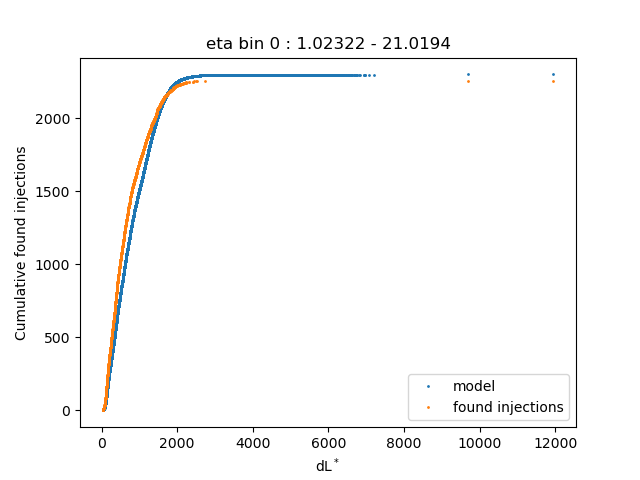 eta bin 0 : 1.02322 - 21.0194
Cumulative found injections
2000
1500
1000
500
0
0 2000 4000 6000 8000 10000 12000
dL*
model
found injections